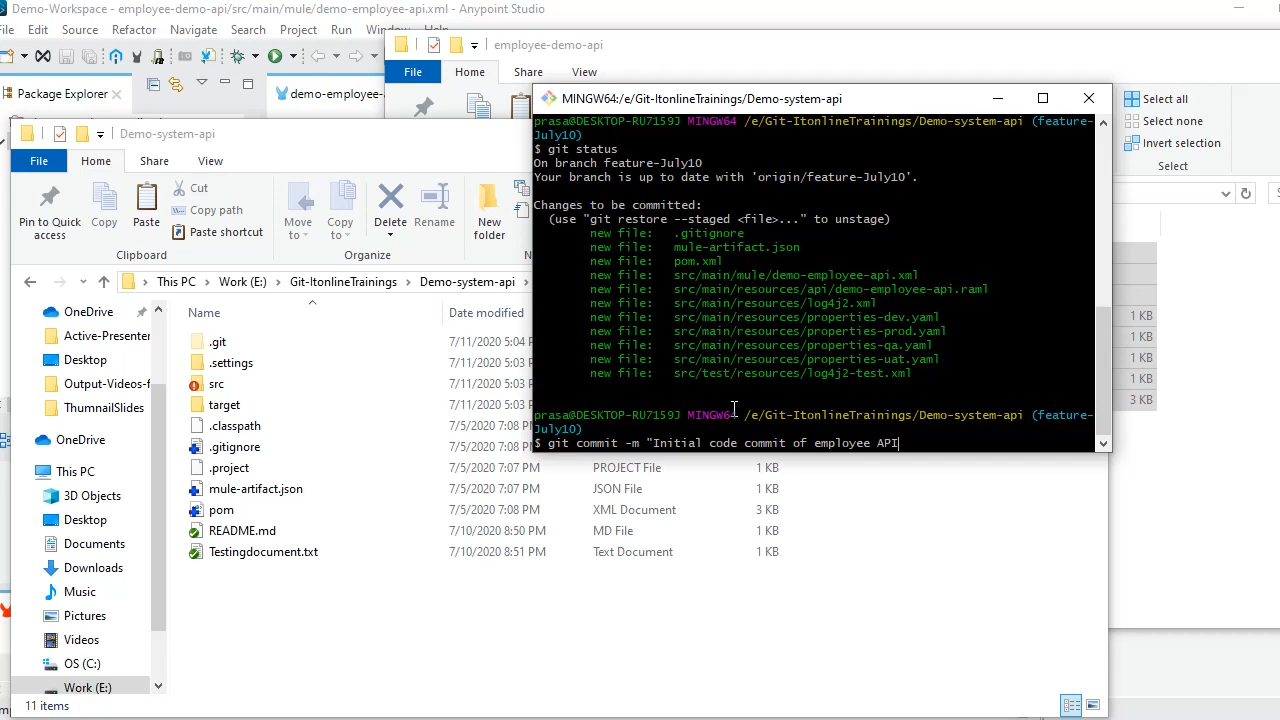 Demo-Workspace - employee-demo-api/src/main/mule/demo-employee-api.xml - Anypoint Studio
File Edit Source Refactor Navigate Search Project Run Window Help
Package Explorer
demo-employee-
employee-demo-api
File Home Share View
Select all
Select none
Invert selection
Select
1 KB
1 KB
1 KB
1 KB
3 KB
Demo-system-api
File Home Share View
Pin to Quick access
Copy
Paste
Cut
Copy path
Paste shortcut
Clipboard
Move to
Copy to
Delete
Rename
Organize
New folder
This PC Work (E:) Git-ItonlineTrainings Demo-system-api
OneDrive
Active-Presenter
Desktop
Output-Videos-f
ThumnailSlides
OneDrive
This PC
3D Objects
Desktop
Documents
Downloads
Music
Pictures
Videos
OS (C:)
Work (E:)
Name Date modified
.git 7/11/2020 5:04
.settings 7/11/2020 5:03
src 7/11/2020 5:03
target 7/11/2020 5:03
.classpath 7/5/2020 7:08 P
.gitignore 7/5/2020 7:08 P
.project 7/5/2020 7:07 PM PROJECT File 1 KB
mule-artifact.json 7/5/2020 7:07 PM JSON File 1 KB
pom 7/5/2020 7:08 PM XML Document 3 KB
README.md 7/10/2020 8:50 PM MD File 1 KB
Testingdocument.txt 7/10/2020 8:51 PM Text Document 1 KB
11 items
MINGW64:/e/Git-ItonlineTrainings/Demo-system-api
prasa@DESKTOP-RU7159J MINGW64 /e/Git-ItonlineTrainings/Demo-system-api (feature-
July10)
$ git status
On branch feature-July10
Your branch is up to date with 'origin/feature-July10'.
Changes to be committed:
(use "git restore --staged <file>..." to unstage)
new file: .gitignore
new file: mule-artifact.json
new file: pom.xml
new file: src/main/mule/demo-employee-api.xml
new file: src/main/resources/api/demo-employee-api.raml
new file: src/main/resources/log4j2.xml
new file: src/main/resources/properties-dev.yaml
new file: src/main/resources/properties-prod.yaml
new file: src/main/resources/properties-qa.yaml
new file: src/main/resources/properties-uat.yaml
new file: src/test/resources/log4j2-test.xml
prasa@DESKTOP-RU7159J MINGW64 /e/Git-ItonlineTrainings/Demo-system-api (feature-
July10)
$ git commit -m "Initial code commit of employee API